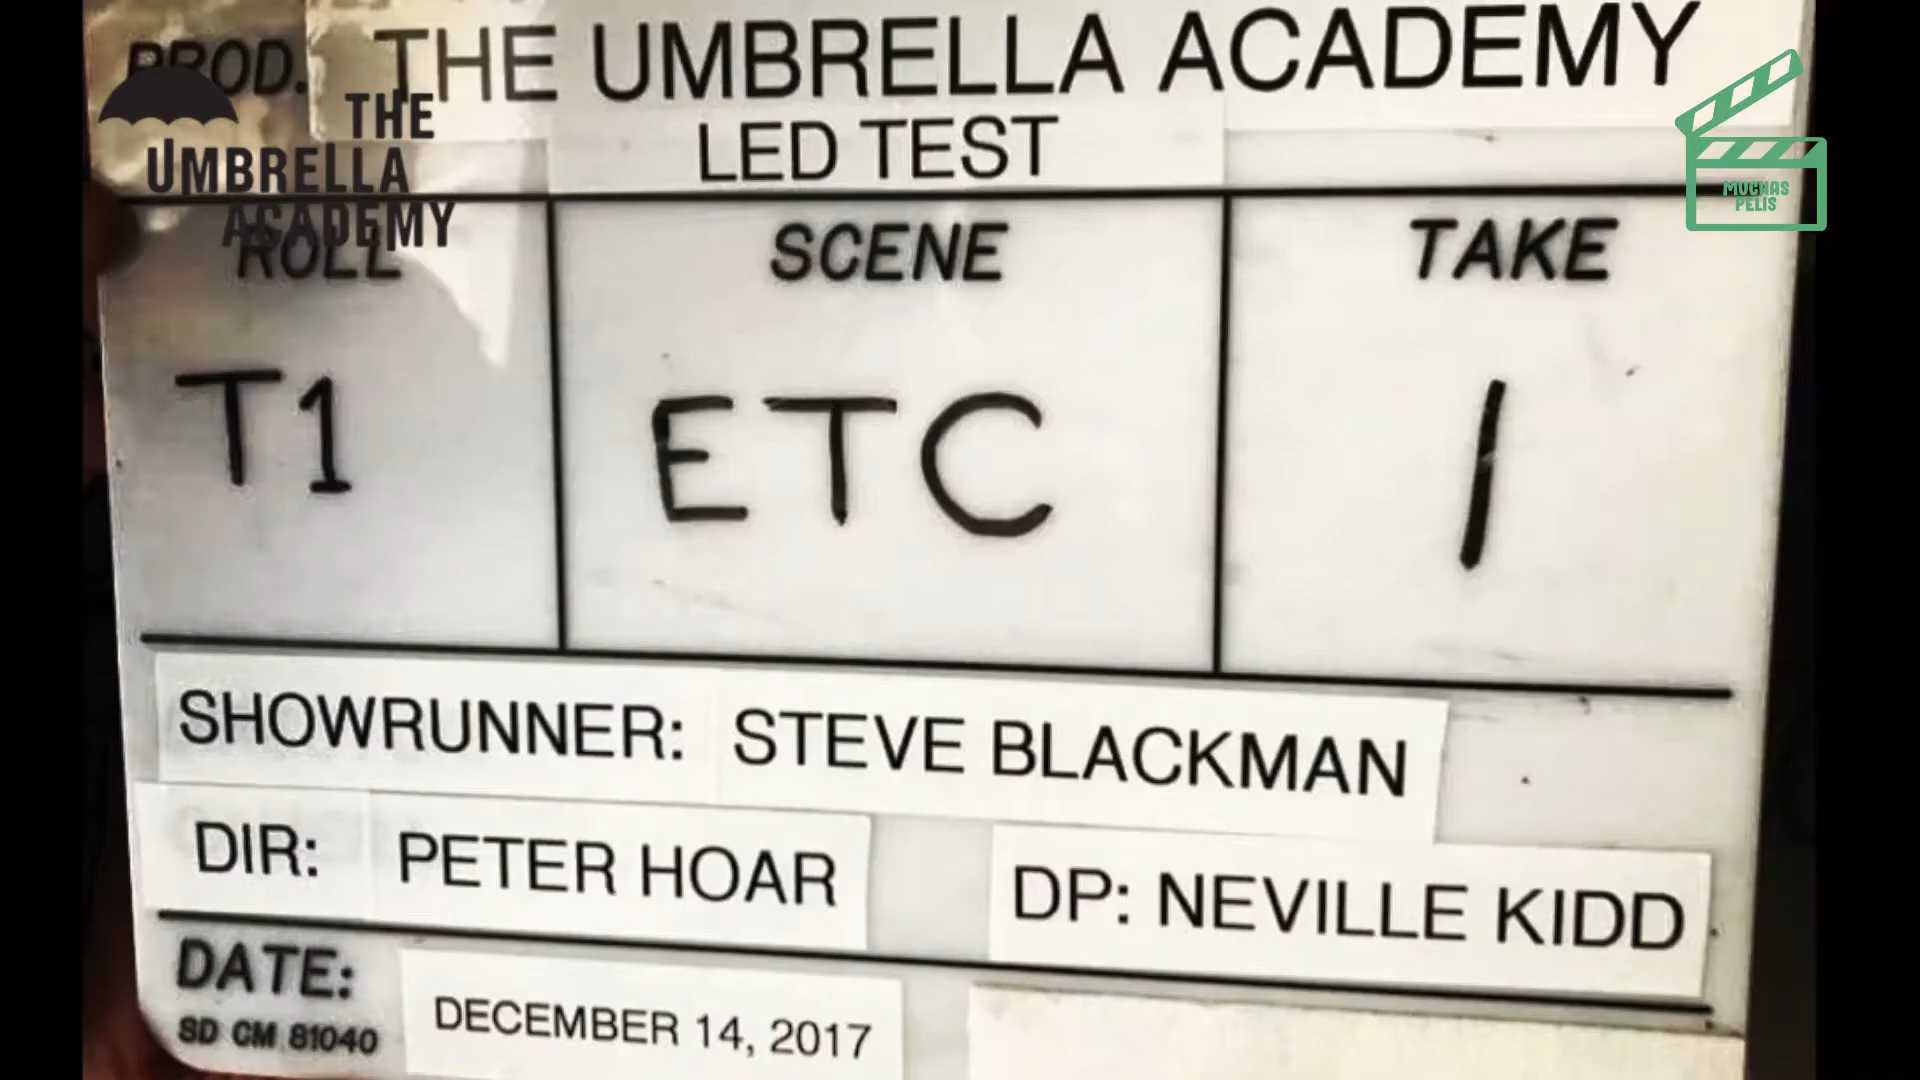 PROD. THE UMBRELLA ACADEMY
LED TEST
THE
UMBRELLA
ACADEMY
MUCHAS
PELIS
ROLL SCENE TAKE
T1 ETC 1
SHOWRUNNER: STEVE BLACKMAN
DIR: PETER HOAR DP: NEVILLE KIDD
DATE: DECEMBER 14, 2017
SD CM 81040